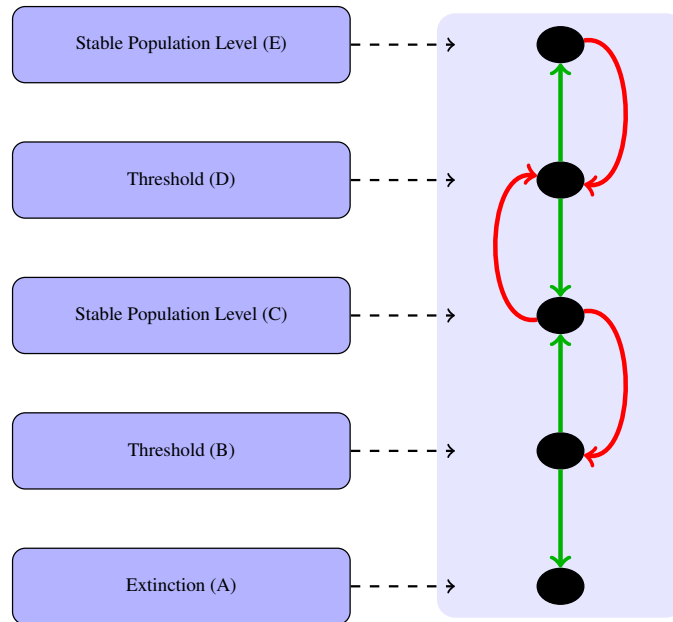 Stable Population Level (E)
Threshold (D)
Stable Population Level (C)
Threshold (B)
Extinction (A)